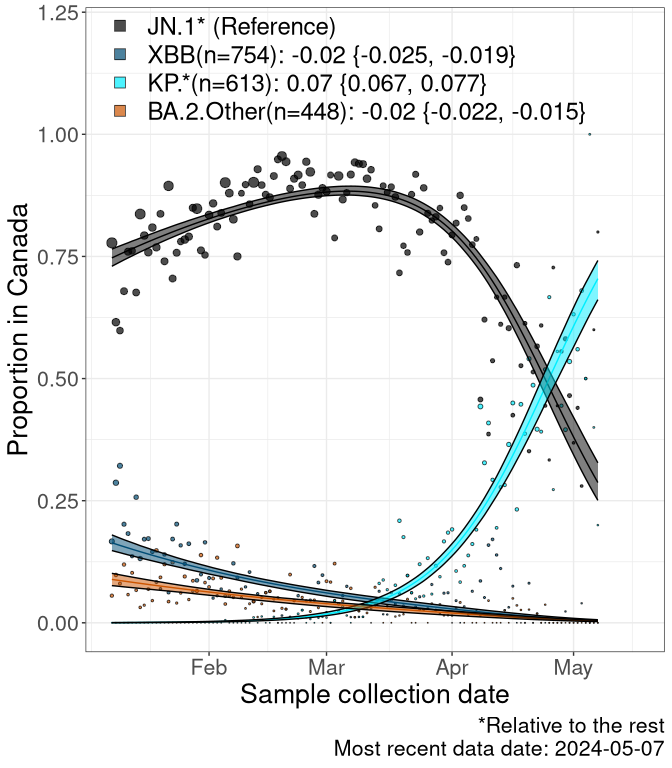 1.25
JN.1* (Reference)
XBB(n=754): -0.02 {-0.025, -0.019}
KP.*(n=613): 0.07 {0.067, 0.077}
BA.2.Other(n=448): -0.02 {-0.022, -0.015}
1.00
0.75
Proportion in Canada
0.50
0.25
0.00
Feb Mar Apr May
Sample collection date
*Relative to the rest
Most recent data date: 2024-05-07